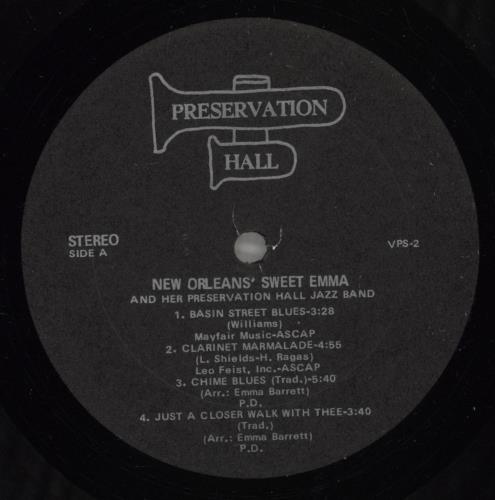 PRESERVATION
HALL
STEREO
SIDE A
VPS-2
NEW ORLEANS' SWEET EMMA
AND HER PRESERVATION HALL JAZZ BAND
1. BASIN STREET BLUES-3:28
(Williams)
Mayfair Music-ASCAP
2. CLARINET MARMALADE-4:55
(L. Shields-H. Ragas)
Leo Feist, Inc.-ASCAP
3. CHIME BLUES (Trad.)-5:40
(Arr.: Emma Barrett)
P.D.
4. JUST A CLOSER WALK WITH THEE-3:40
(Trad.)
(Arr.: Emma Barrett)
P.D.